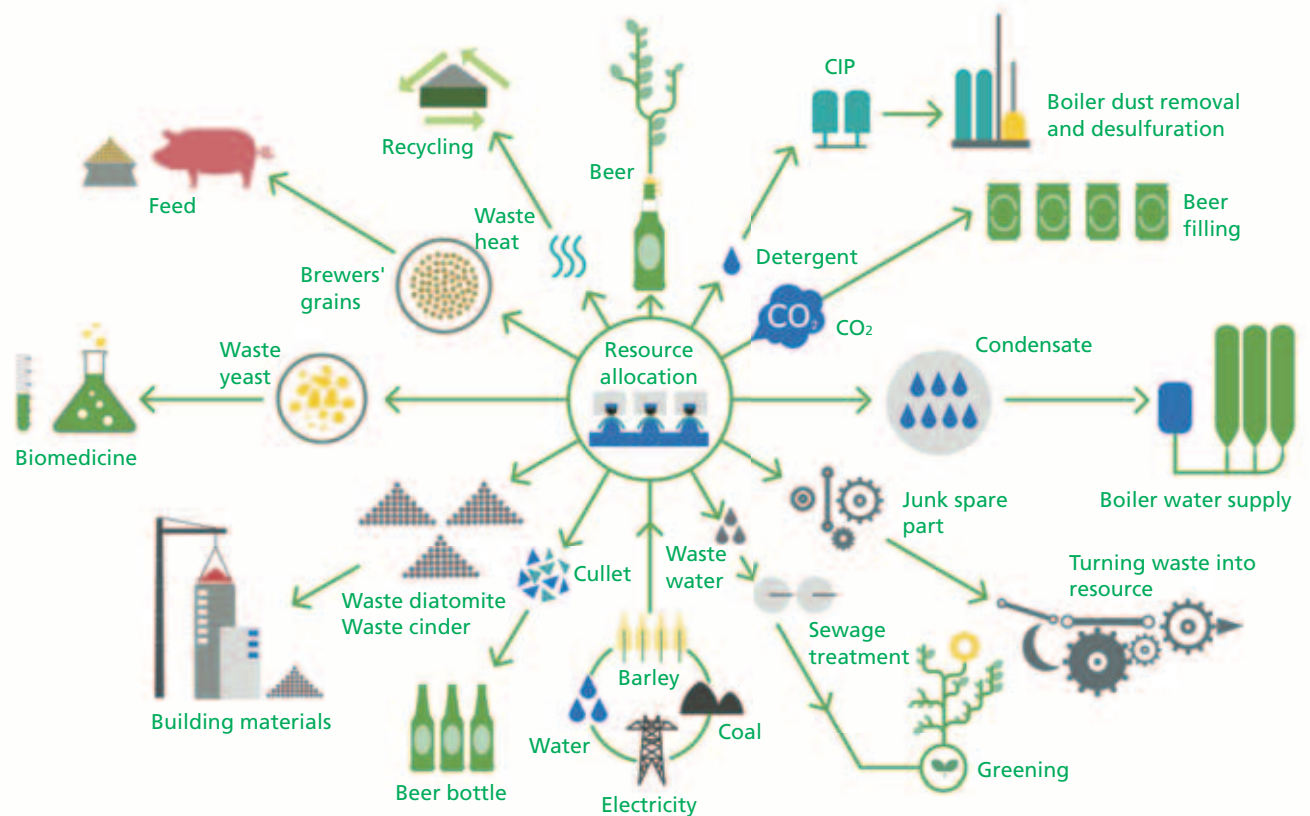 CIP
Boiler dust removal
and desulfuration
Recycling
Beer
Feed
Waste
heat
Detergent
Beer
filling
Brewers'
grains
CO₂
CO₂
Resource
allocation
Condensate
Waste
yeast
Biomedicine
Junk spare
part
Boiler water supply
Waste
water
Cullet
Turning waste into
resource
Waste diatomite
Waste cinder
Sewage
treatment
Barley
Building materials
Water
Coal
Greening
Beer bottle
Electricity